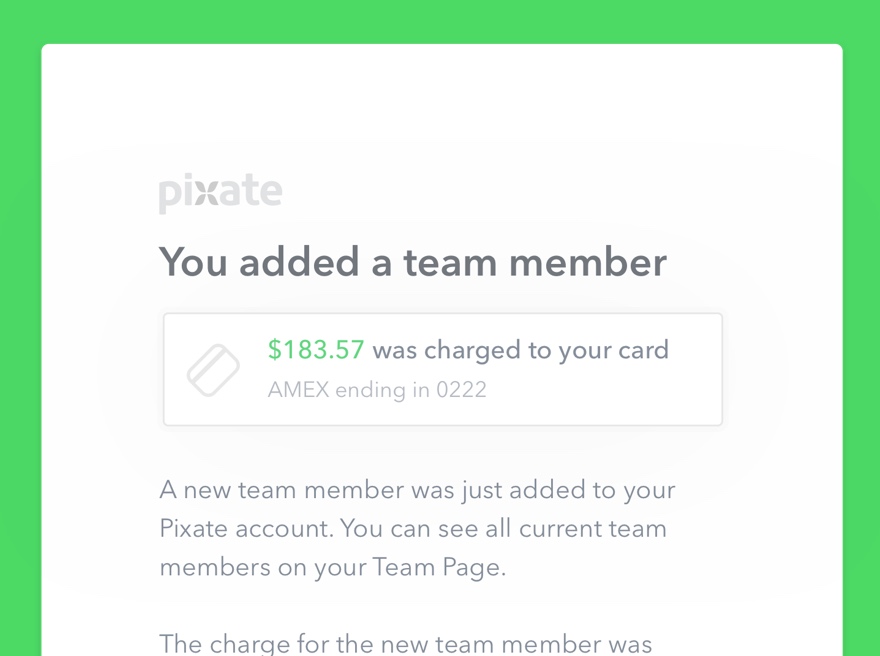 pixate
You added a team member
$183.57 was charged to your card
AMEX ending in 0222
A new team member was just added to your
Pixate account. You can see all current team
members on your Team Page.
The charge for the new team member was